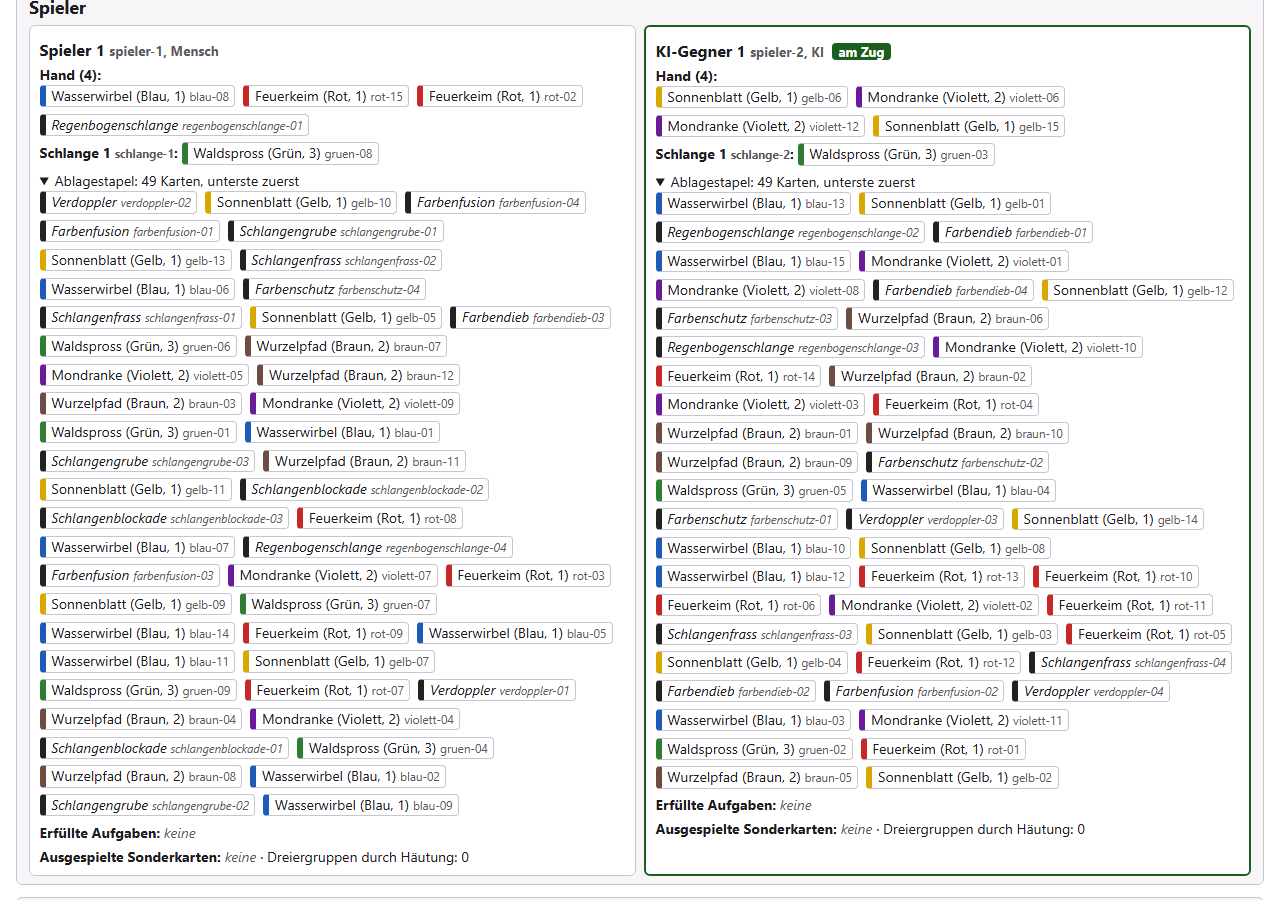 Spieler
Spieler 1 spieler-1, Mensch
Hand (4):
Wasserwirbel (Blau, 1) blau-08 Feuerkeim (Rot, 1) rot-15 Feuerkeim (Rot, 1) rot-02
Regenbogenschlange regenbogenschlange-01
Schlange 1 schlange-1: Waldspross (Grün, 3) gruen-08
▼ Ablagestapel: 49 Karten, unterste zuerst
Verdoppler verdoppler-02 Sonnenblatt (Gelb, 1) gelb-10 Farbenfusion farbenfusion-04
Farbenfusion farbenfusion-01 Schlangengrube schlangengrube-01
Sonnenblatt (Gelb, 1) gelb-13 Schlangenfrass schlangenfrass-02
Wasserwirbel (Blau, 1) blau-06 Farbenschutz farbenschutz-04
Schlangenfrass schlangenfrass-01 Sonnenblatt (Gelb, 1) gelb-05 Farbendieb farbendieb-03
Waldspross (Grün, 3) gruen-06 Wurzelpfad (Braun, 2) braun-07
Mondranke (Violett, 2) violett-05 Wurzelpfad (Braun, 2) braun-12
Wurzelpfad (Braun, 2) braun-03 Mondranke (Violett, 2) violett-09
Waldspross (Grün, 3) gruen-01 Wasserwirbel (Blau, 1) blau-01
Schlangengrube schlangengrube-03 Wurzelpfad (Braun, 2) braun-11
Sonnenblatt (Gelb, 1) gelb-11 Schlangenblockade schlangenblockade-02
Schlangenblockade schlangenblockade-03 Feuerkeim (Rot, 1) rot-08
Wasserwirbel (Blau, 1) blau-07 Regenbogenschlange regenbogenschlange-04
Farbenfusion farbenfusion-03 Mondranke (Violett, 2) violett-07 Feuerkeim (Rot, 1) rot-03
Sonnenblatt (Gelb, 1) gelb-09 Waldspross (Grün, 3) gruen-07
Wasserwirbel (Blau, 1) blau-14 Feuerkeim (Rot, 1) rot-09 Wasserwirbel (Blau, 1) blau-05
Wasserwirbel (Blau, 1) blau-11 Sonnenblatt (Gelb, 1) gelb-07
Waldspross (Grün, 3) gruen-09 Feuerkeim (Rot, 1) rot-07 Verdoppler verdoppler-01
Wurzelpfad (Braun, 2) braun-04 Mondranke (Violett, 2) violett-04
Schlangenblockade schlangenblockade-01 Waldspross (Grün, 3) gruen-04
Wurzelpfad (Braun, 2) braun-08 Wasserwirbel (Blau, 1) blau-02
Schlangengrube schlangengrube-02 Wasserwirbel (Blau, 1) blau-09
Erfüllte Aufgaben: keine
Ausgespielte Sonderkarten: keine · Dreiergruppen durch Häutung: 0
KI-Gegner 1 spieler-2, KI am Zug
Hand (4):
Sonnenblatt (Gelb, 1) gelb-06 Mondranke (Violett, 2) violett-06
Mondranke (Violett, 2) violett-12 Sonnenblatt (Gelb, 1) gelb-15
Schlange 1 schlange-2: Waldspross (Grün, 3) gruen-03
▼ Ablagestapel: 49 Karten, unterste zuerst
Wasserwirbel (Blau, 1) blau-13 Sonnenblatt (Gelb, 1) gelb-01
Regenbogenschlange regenbogenschlange-02 Farbendieb farbendieb-01
Wasserwirbel (Blau, 1) blau-15 Mondranke (Violett, 2) violett-01
Mondranke (Violett, 2) violett-08 Farbendieb farbendieb-04 Sonnenblatt (Gelb, 1) gelb-12
Farbenschutz farbenschutz-03 Wurzelpfad (Braun, 2) braun-06
Regenbogenschlange regenbogenschlange-03 Mondranke (Violett, 2) violett-10
Feuerkeim (Rot, 1) rot-14 Wurzelpfad (Braun, 2) braun-02
Mondranke (Violett, 2) violett-03 Feuerkeim (Rot, 1) rot-04
Wurzelpfad (Braun, 2) braun-01 Wurzelpfad (Braun, 2) braun-10
Wurzelpfad (Braun, 2) braun-09 Farbenschutz farbenschutz-02
Waldspross (Grün, 3) gruen-05 Wasserwirbel (Blau, 1) blau-04
Farbenschutz farbenschutz-01 Verdoppler verdoppler-03 Sonnenblatt (Gelb, 1) gelb-14
Wasserwirbel (Blau, 1) blau-10 Sonnenblatt (Gelb, 1) gelb-08
Wasserwirbel (Blau, 1) blau-12 Feuerkeim (Rot, 1) rot-13 Feuerkeim (Rot, 1) rot-10
Feuerkeim (Rot, 1) rot-06 Mondranke (Violett, 2) violett-02 Feuerkeim (Rot, 1) rot-11
Schlangenfrass schlangenfrass-03 Sonnenblatt (Gelb, 1) gelb-03 Feuerkeim (Rot, 1) rot-05
Sonnenblatt (Gelb, 1) gelb-04 Feuerkeim (Rot, 1) rot-12 Schlangenfrass schlangenfrass-04
Farbendieb farbendieb-02 Farbenfusion farbenfusion-02 Verdoppler verdoppler-04
Wasserwirbel (Blau, 1) blau-03 Mondranke (Violett, 2) violett-11
Waldspross (Grün, 3) gruen-02 Feuerkeim (Rot, 1) rot-01
Wurzelpfad (Braun, 2) braun-05 Sonnenblatt (Gelb, 1) gelb-02
Erfüllte Aufgaben: keine
Ausgespielte Sonderkarten: keine · Dreiergruppen durch Häutung: 0